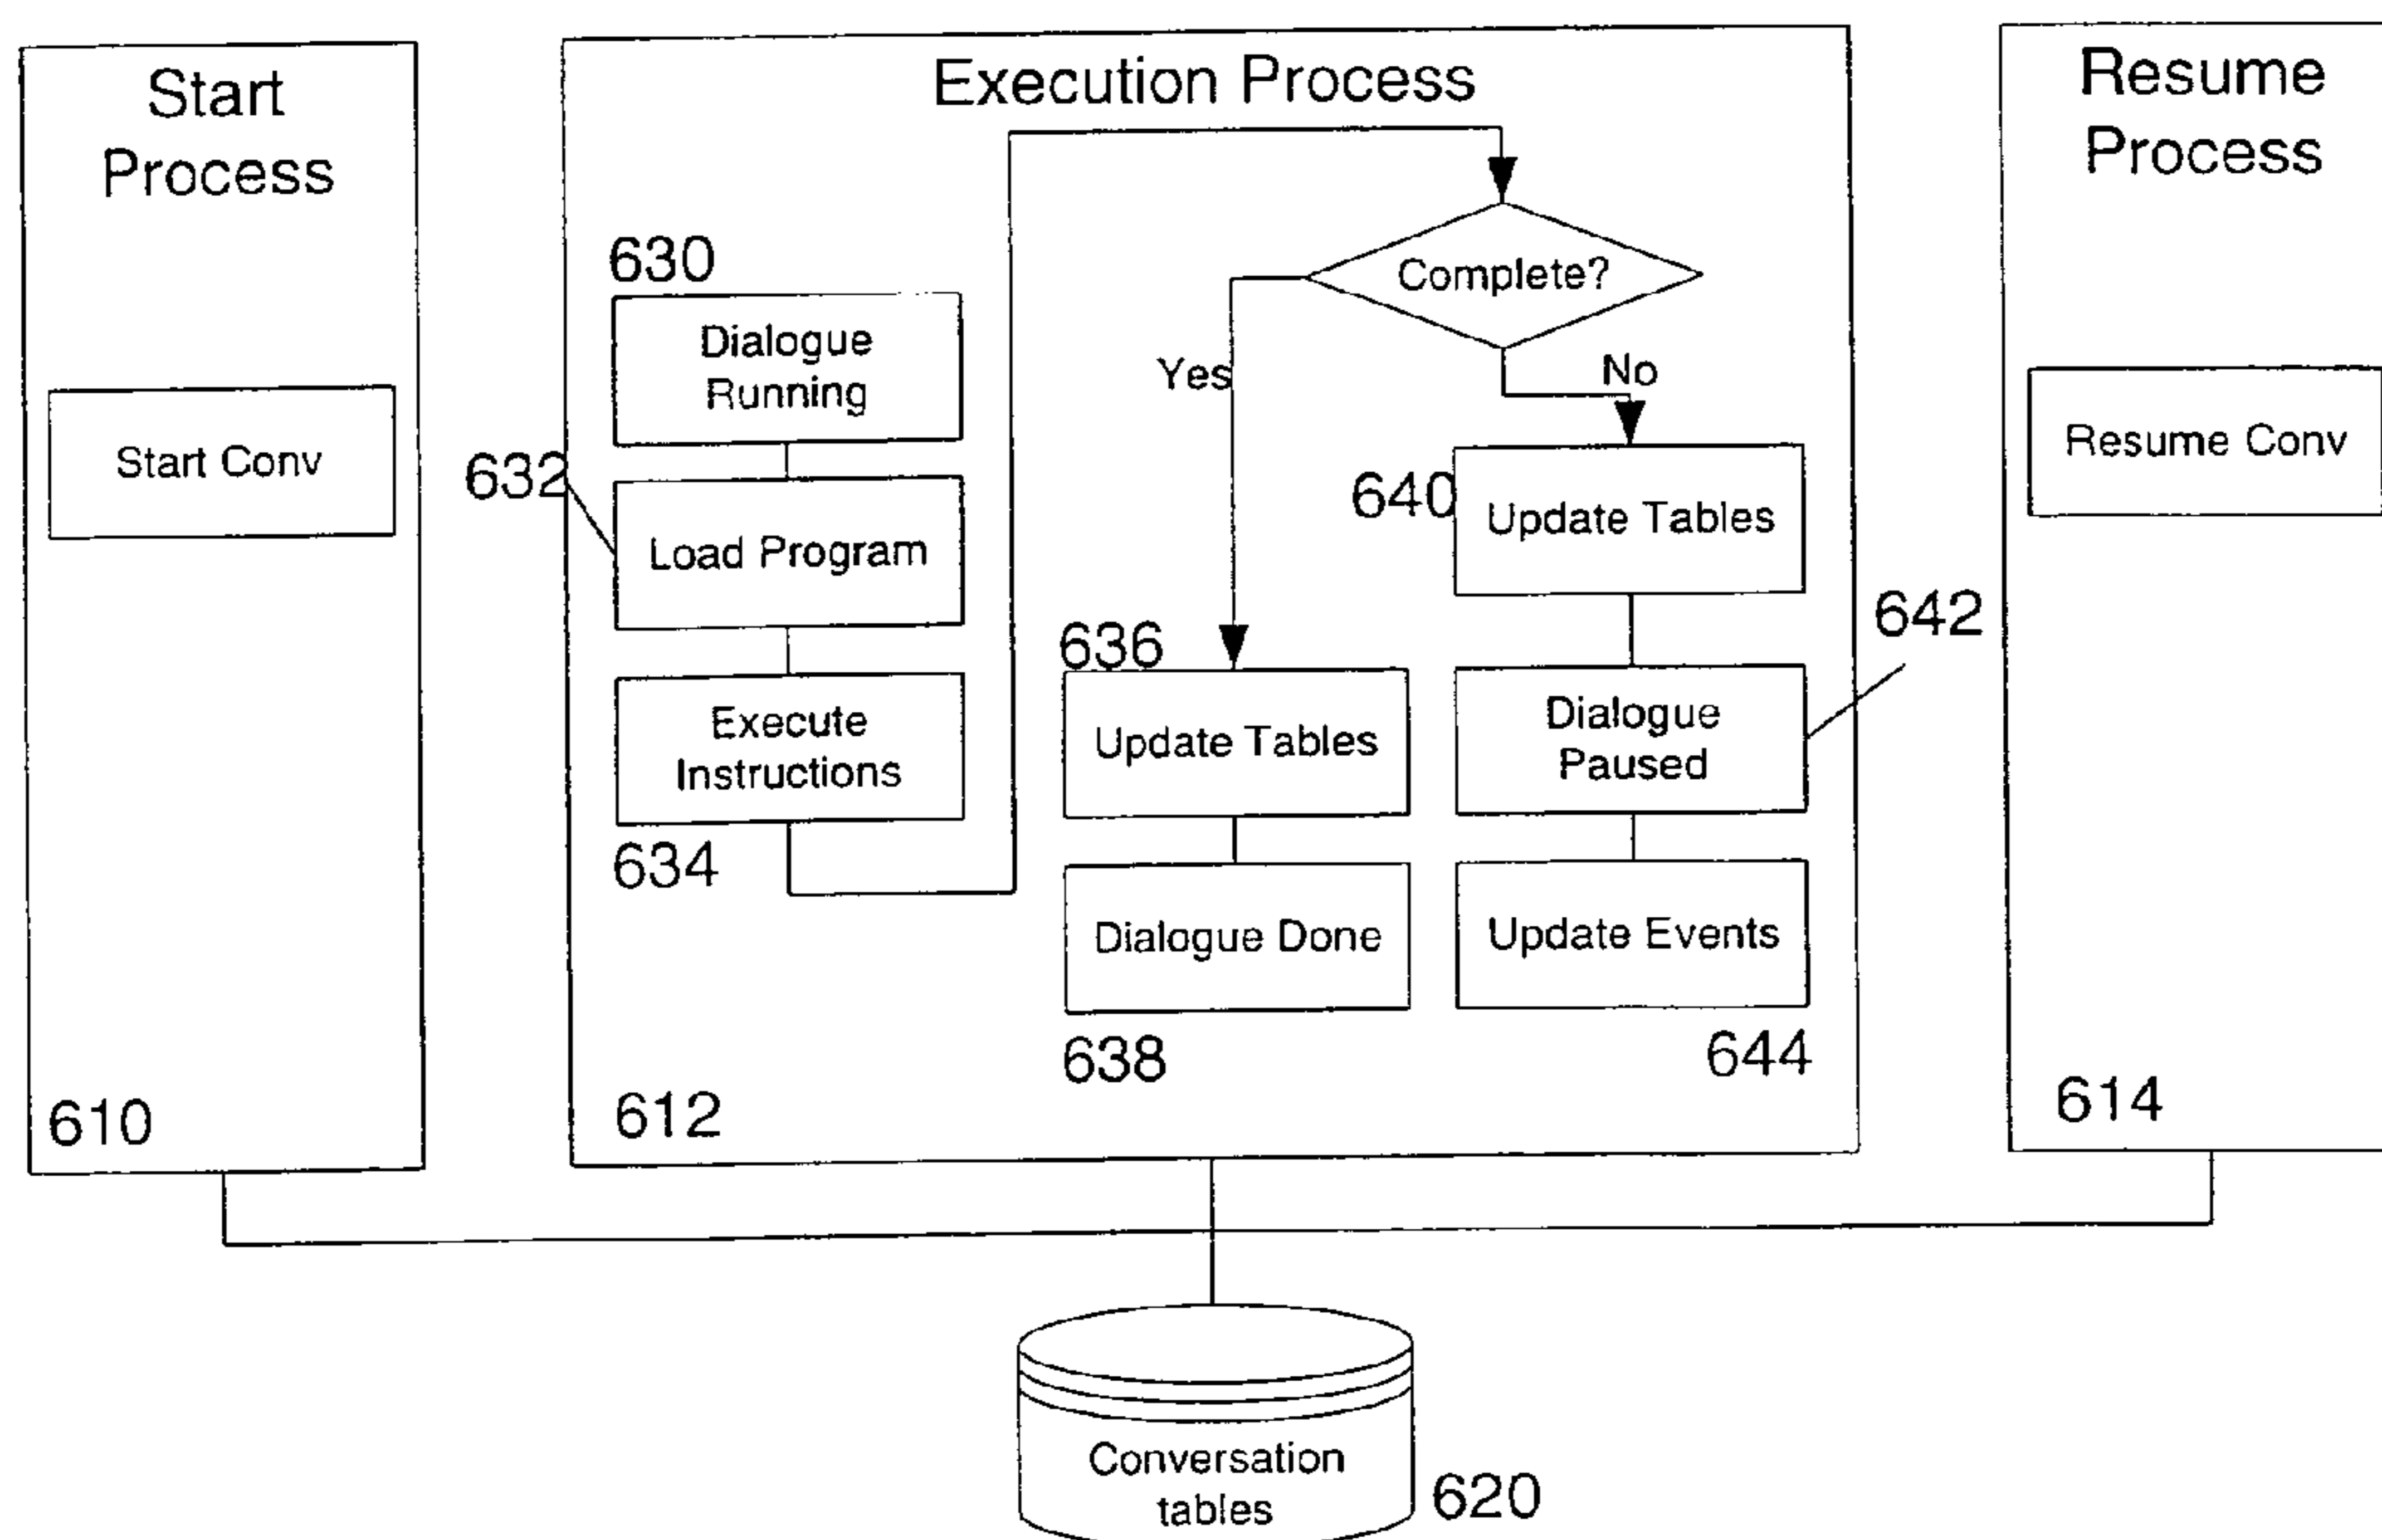 Start
Process
Start Conv
610
Execution Process
630
Dialogue
Running
632
Load Program
Execute
Instructions
634
Complete?
Yes
No
636
Update Tables
Dialogue Done
638
640
Update Tables
642
Dialogue
Paused
Update Events
644
612
Resume
Process
Resume Conv
614
Conversation
tables
620